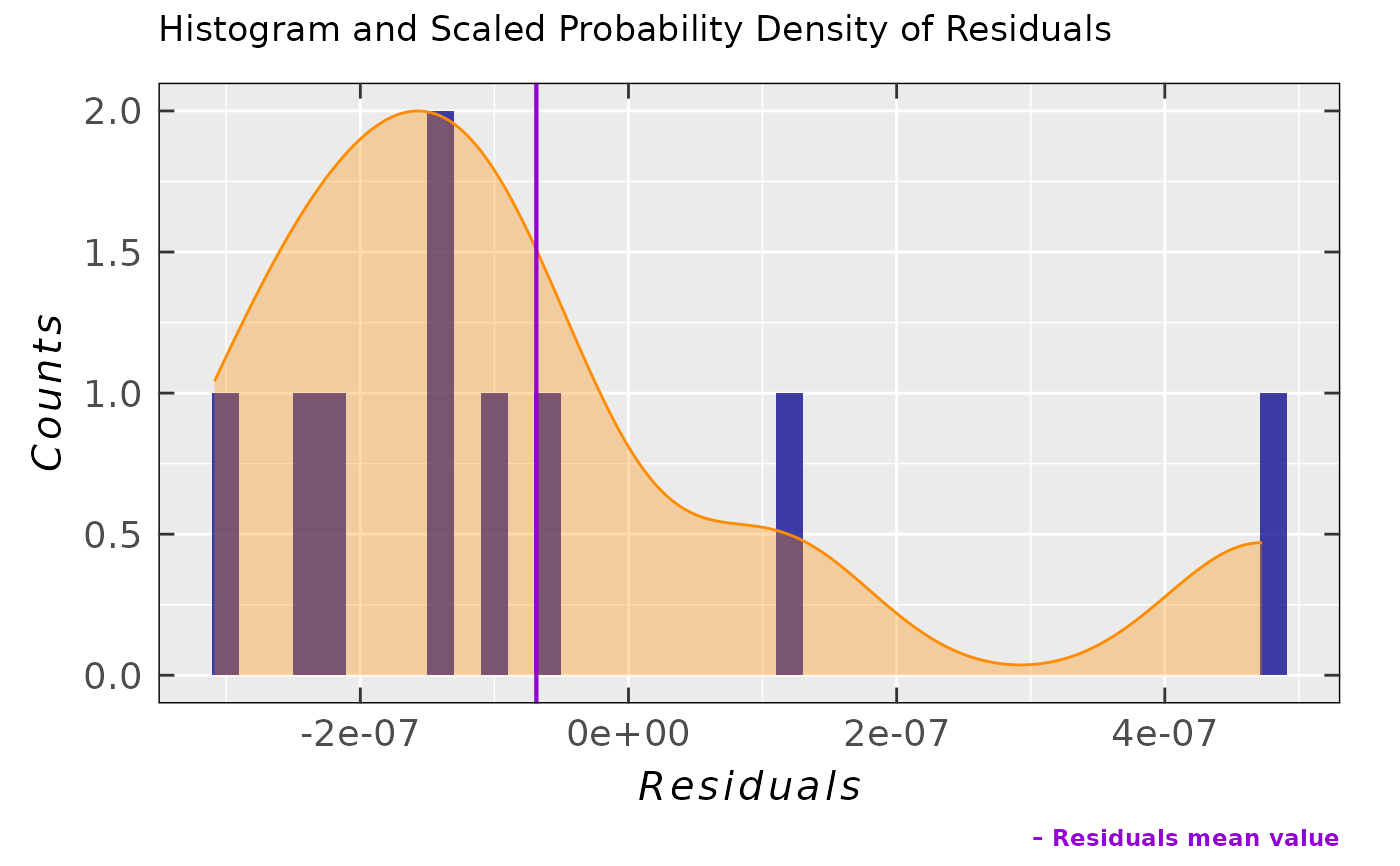 Histogram and Scaled Probability Density of Residuals
2.0
1.5
1.0
0.5
0.0
Counts
-2e-07 0e+00 2e-07 4e-07
Residuals
– Residuals mean value